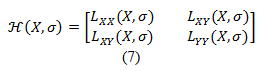 ℋ(X, σ) = [L_XX(X, σ) L_XY(X, σ)
L_XY(X, σ) L_YY(X, σ)]
(7)